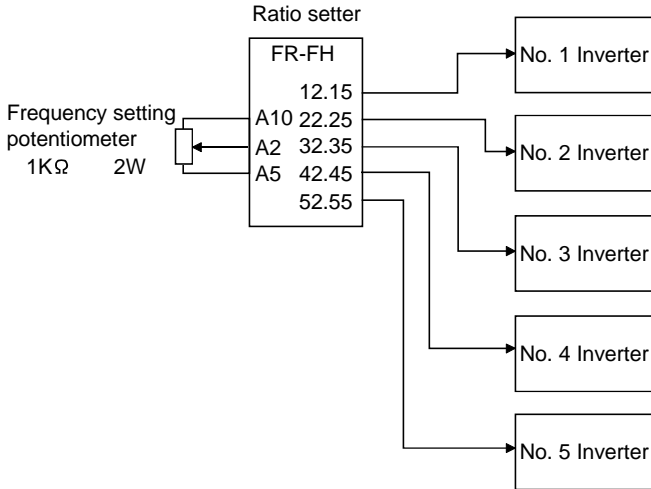 Ratio setter
FR-FH
Frequency setting
potentiometer
1KΩ 2W
A10
A2
A5
12.15
22.25
32.35
42.45
52.55
No. 1 Inverter
No. 2 Inverter
No. 3 Inverter
No. 4 Inverter
No. 5 Inverter